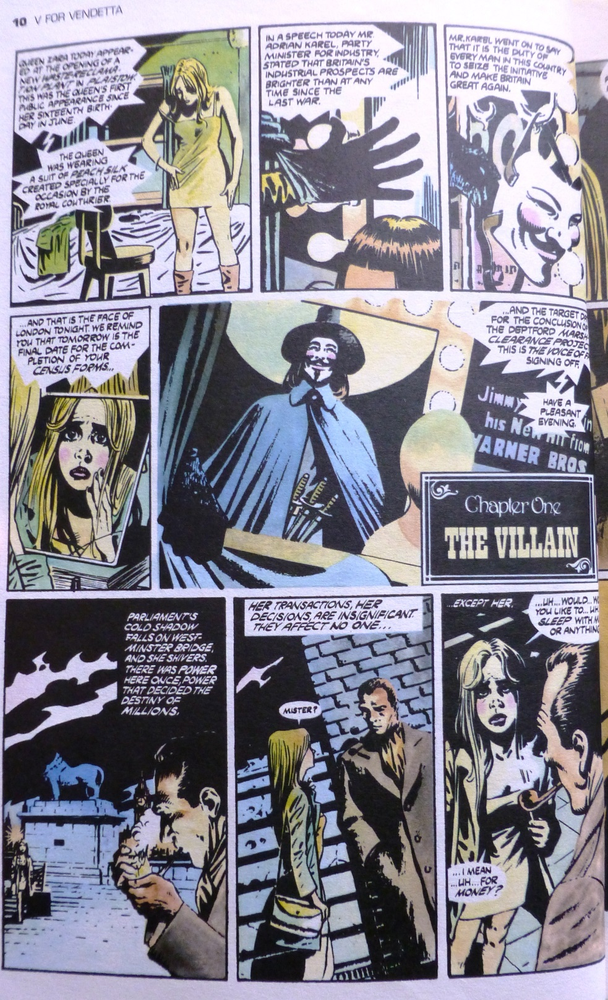 10 V FOR VENDETTA
QUEEN ZARA TODAY APPEAR-
ED AT THE OPENING OF A
NEW WASTE-RECLAMA-
TION PLANT IN PLAISTOW.
THIS WAS THE QUEEN'S FIRST
PUBLIC APPEARANCE SINCE
HER SIXTEENTH BIRTH-
DAY IN JUNE.
THE QUEEN
WAS WEARING
A SUIT OF PEACH SILK
CREATED SPECIALLY FOR THE
OCCASION BY THE
ROYAL COUTURIER.
IN A SPEECH TODAY MR.
ADRIAN KAREL, PARTY
MINISTER FOR INDUSTRY,
STATED THAT BRITAIN'S
INDUSTRIAL PROSPECTS ARE
BRIGHTER THAN AT ANY
TIME SINCE THE
LAST WAR.
MR. KAREL WENT ON TO SAY
THAT IT IS THE DUTY OF
EVERY MAN IN THIS COUNTRY
TO SEIZE THE INITIATIVE
AND MAKE BRITAIN
GREAT AGAIN.
...AND THAT IS THE FACE OF
LONDON TONIGHT. WE REMIND
YOU THAT TOMORROW IS THE
FINAL DATE FOR THE COM-
PLETION OF YOUR
CENSUS FORMS...
...AND THE TARGET
FOR THE CONCLUSION
THE DEPTFORD
CLEARANCE
THIS IS THE VOICE OF
SIGNING OFF.
HAVE A
PLEASANT
EVENING.
Jimmy in
his New Hit from
WARNER BROS
Chapter One
THE VILLAIN
PARLIAMENT'S
COLD SHADOW
FALLS ON WEST-
MINSTER BRIDGE,
AND SHE SHIVERS.
THERE WAS POWER
HERE ONCE, POWER
THAT DECIDED THE
DESTINY OF
MILLIONS.
HER TRANSACTIONS, HER
DECISIONS, ARE INSIGNIFICANT.
THEY AFFECT NO ONE...
MISTER?
...EXCEPT HER.
...UH...WOULD...
YOU LIKE TO...UH
SLEEP WITH
OR ANYTHING
...I MEAN
...UH...FOR
MONEY?